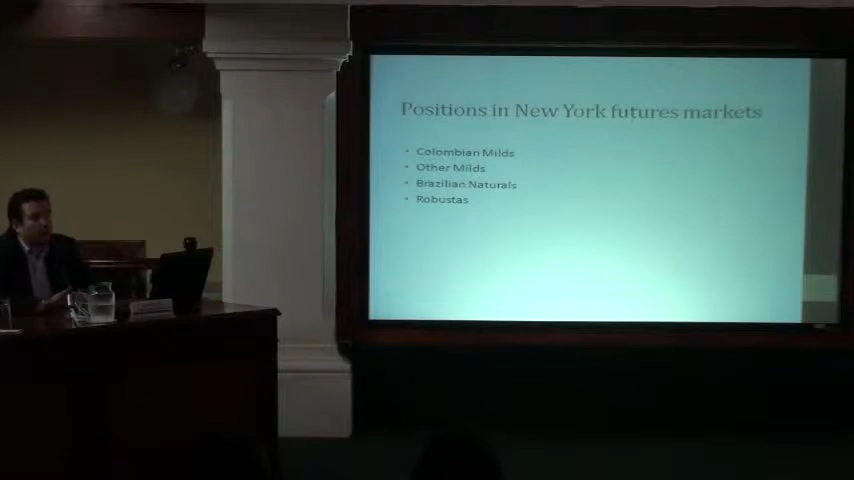 Positions in New York futures markets
• Colombian Milds
• Other Milds
• Brazilian Naturals
• Robustas